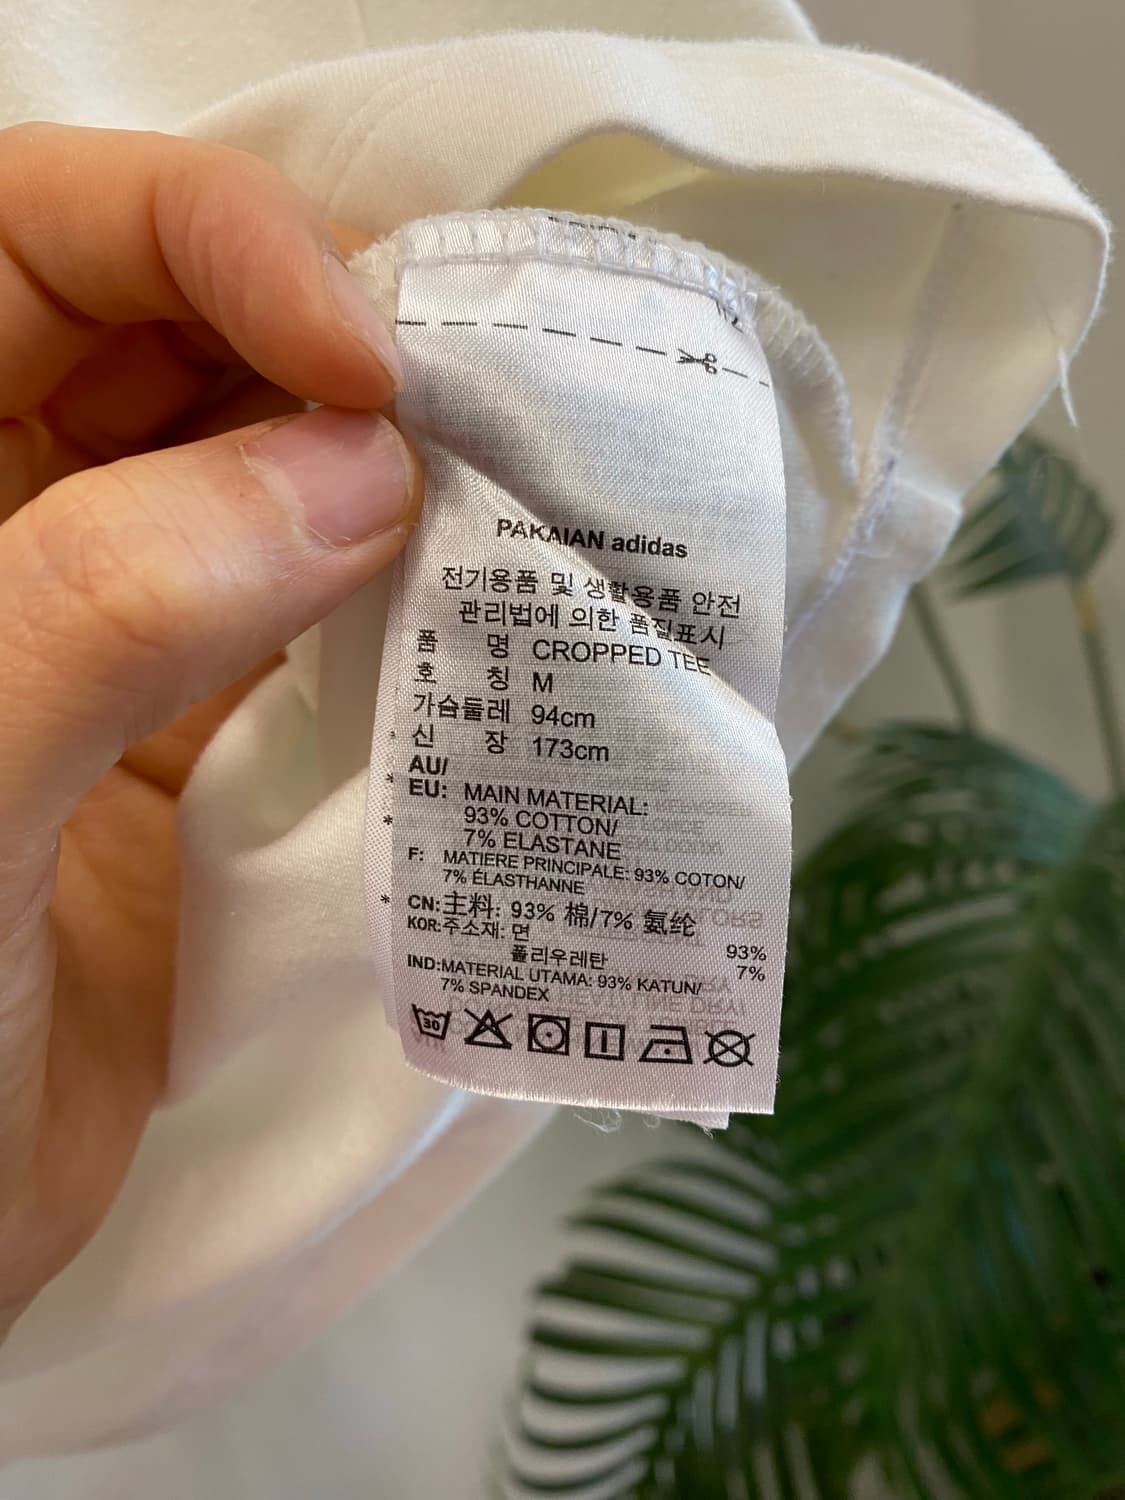 PAKAIAN adidas
전기용품 및 생활용품 안전
관리법에 의한 품질표시
품 명 CROPPED TEE
호 칭 M
가슴둘레 94cm
신 장 173cm
AU/
EU: MAIN MATERIAL:
93% COTTON/
7% ELASTANE
F: MATIERE PRINCIPALE: 93% COTON/
7% ÉLASTHANNE
CN:主料: 93% 棉/7% 氨纶
KOR:주소재: 면 93%
폴리우레탄 7%
IND:MATERIAL UTAMA: 93% KATUN/
7% SPANDEX
30